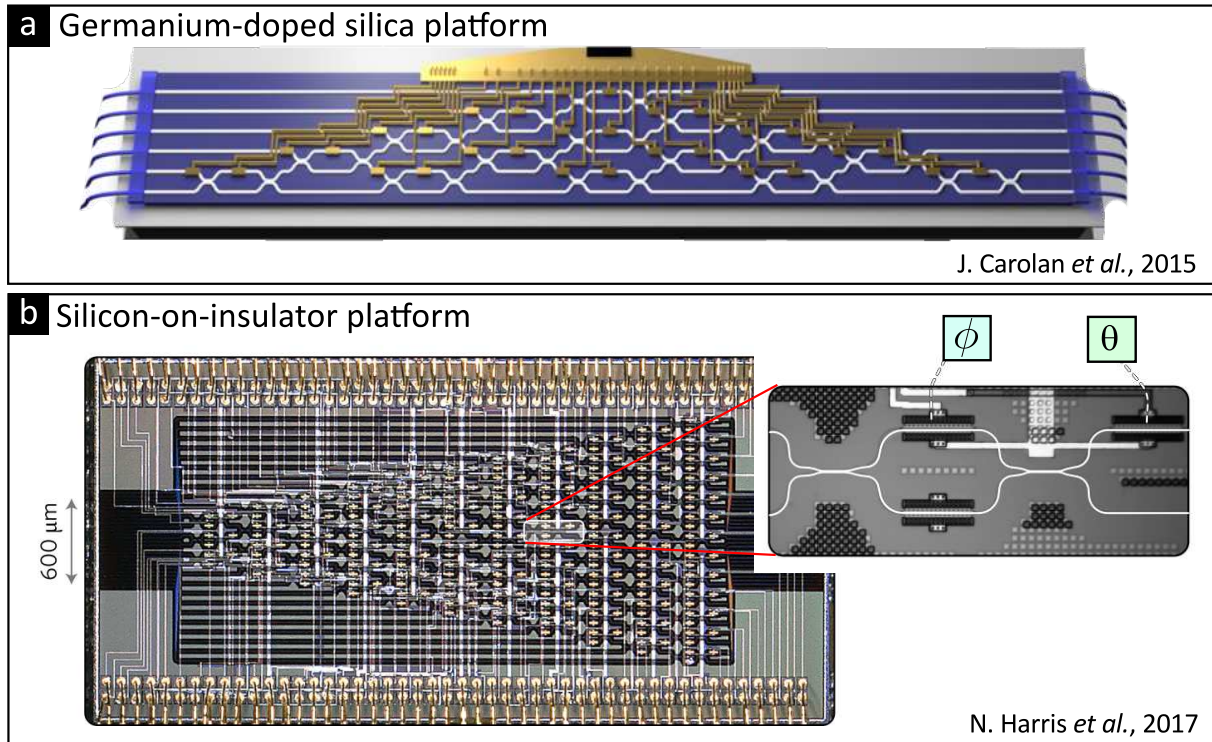 a Germanium-doped silica platform
J. Carolan et al., 2015
b Silicon-on-insulator platform
ϕ θ
600 µm
N. Harris et al., 2017